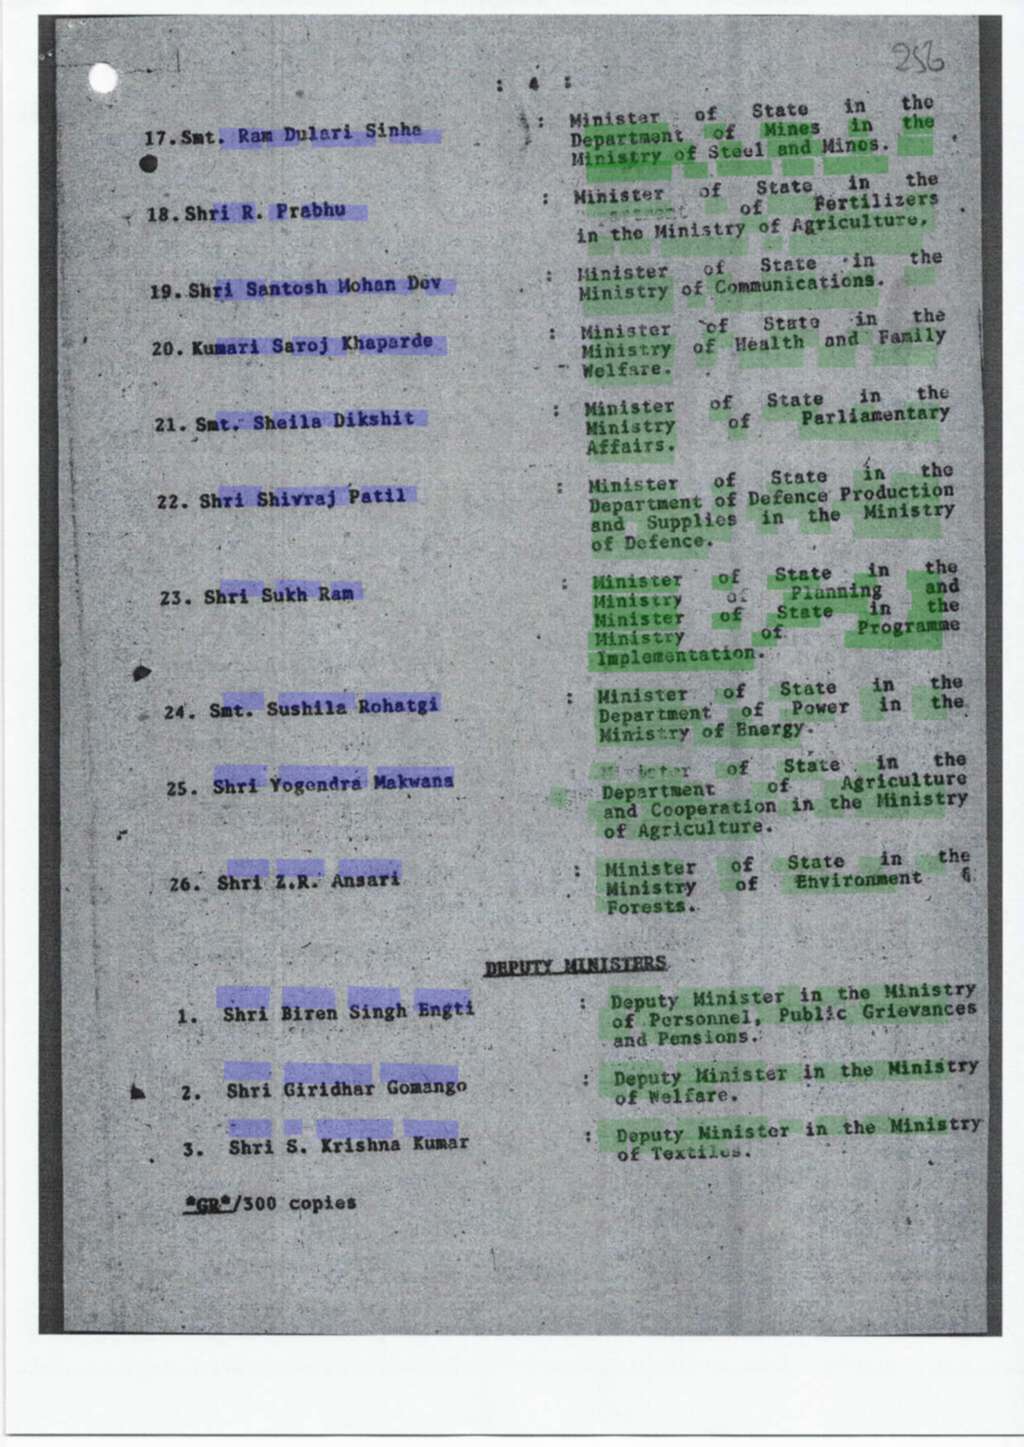 256
: 4 :
17. Smt. Ram Dulari Sinha : Minister of State in the
Department of Mines in the
Ministry of Steel and Mines.
18. Shri R. Prabhu : Minister of State in the
of Fertilizers
in the Ministry of Agriculture.
19. Shri Santosh Mohan Dev : Minister of State in the
Ministry of Communications.
20. Kumari Saroj Khaparde : Minister of State in the
Ministry of Health and Family
Welfare.
21. Smt. Sheila Dikshit : Minister of State in the
Ministry of Parliamentary
Affairs.
22. Shri Shivraj Patil : Minister of State in the
Department of Defence Production
and Supplies in the Ministry
of Defence.
23. Shri Sukh Ram : Minister of State in the
Ministry of Planning and
Minister of State in the
Ministry of Programme
Implementation.
24. Smt. Sushila Rohatgi : Minister of State in the
Department of Power in the
Ministry of Energy.
25. Shri Yogendra Makwana Minister of State in the
Department of Agriculture
and Cooperation in the Ministry
of Agriculture.
26. Shri Z.R. Ansari : Minister of State in the
Ministry of Environment &
Forests.
DEPUTY MINISTERS
1. Shri Biren Singh Engti : Deputy Minister in the Ministry
of Personnel, Public Grievances
and Pensions.
2. Shri Giridhar Gomango : Deputy Minister in the Ministry
of Welfare.
3. Shri S. Krishna Kumar : Deputy Minister in the Ministry
of Textiles.
*GR*/300 copies